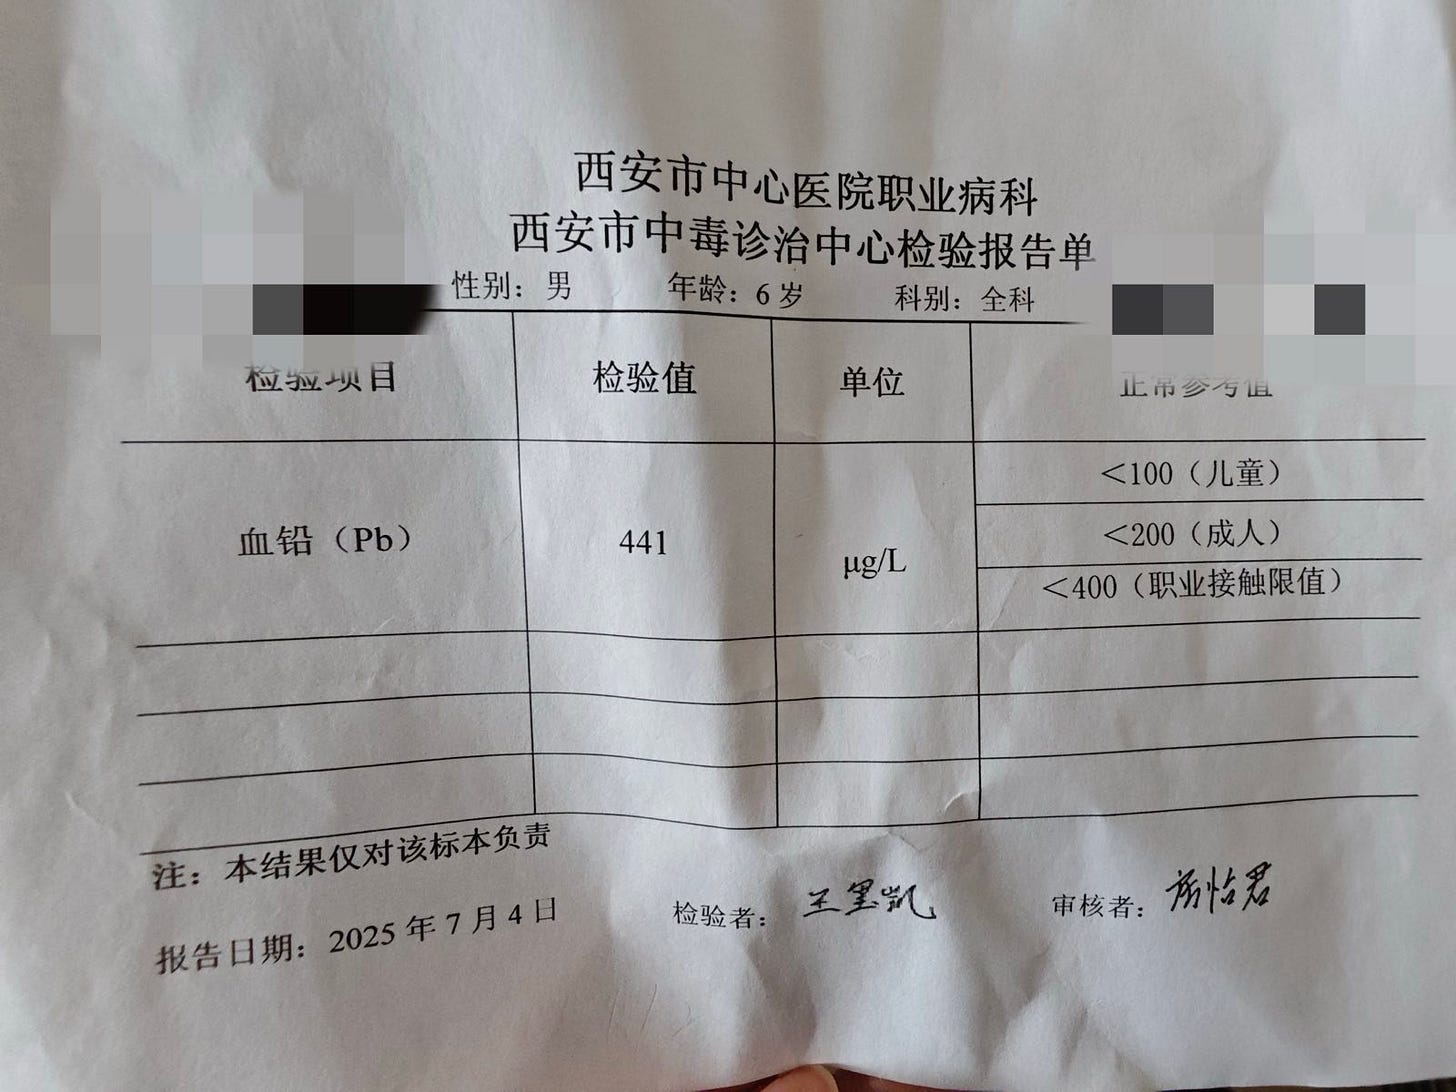 西安市中心医院职业病科
西安市中毒诊治中心检验报告单
性别：男 年龄：6岁 科别：全科
检验项目 检验值 单位 正常参考值
血铅（Pb） 441 μg/L
<100（儿童）
<200（成人）
<400（职业接触限值）
注：本结果仅对该标本负责
报告日期：2025年7月4日 检验者： 审核者：